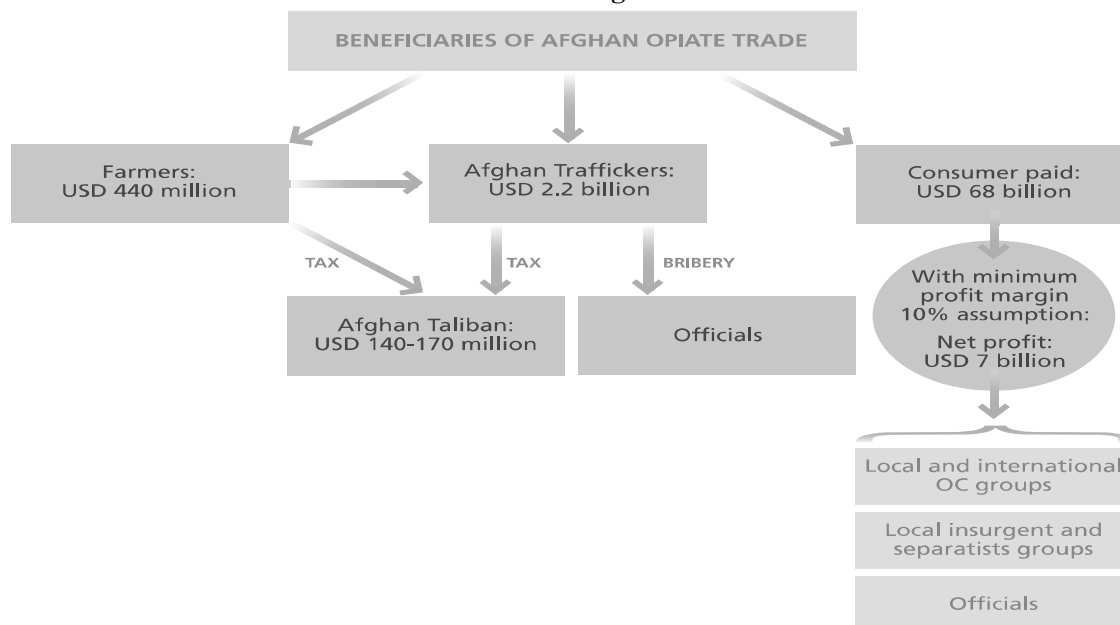 BENEFICIARIES OF AFGHAN OPIATE TRADE
Farmers:
USD 440 million
Afghan Traffickers:
USD 2.2 billion
Consumer paid:
USD 68 billion
TAX
TAX
BRIBERY
Afghan Taliban:
USD 140-170 million
Officials
With minimum
profit margin
10% assumption:
Net profit:
USD 7 billion
Local and international
OC groups
Local insurgent and
separatists groups
Officials